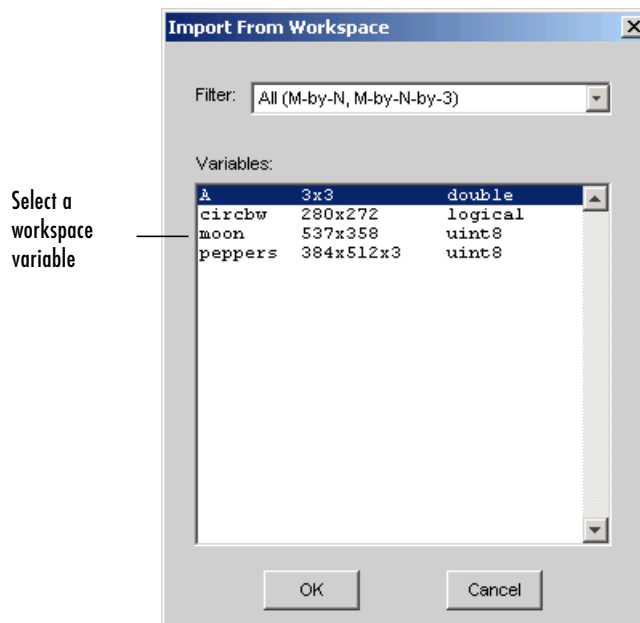 Import From Workspace
Filter: All (M-by-N, M-by-N-by-3)
Variables:
A 3x3 double
circbw 280x272 logical
moon 537x358 uint8
peppers 384x512x3 uint8
Select a
workspace
variable
OK Cancel